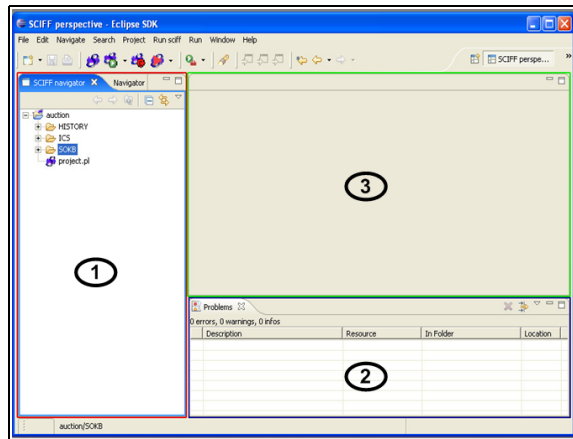 SCIFF perspective - Eclipse SDK
File Edit Navigate Search Project Run sciff Run Window Help
SCIFF perspe... »
SCIFF navigator Navigator
auction
HISTORY
ICS
SOKB
project.pl
3
1
Problems
0 errors, 0 warnings, 0 infos
Description Resource In Folder Location
2
auction/SOKB